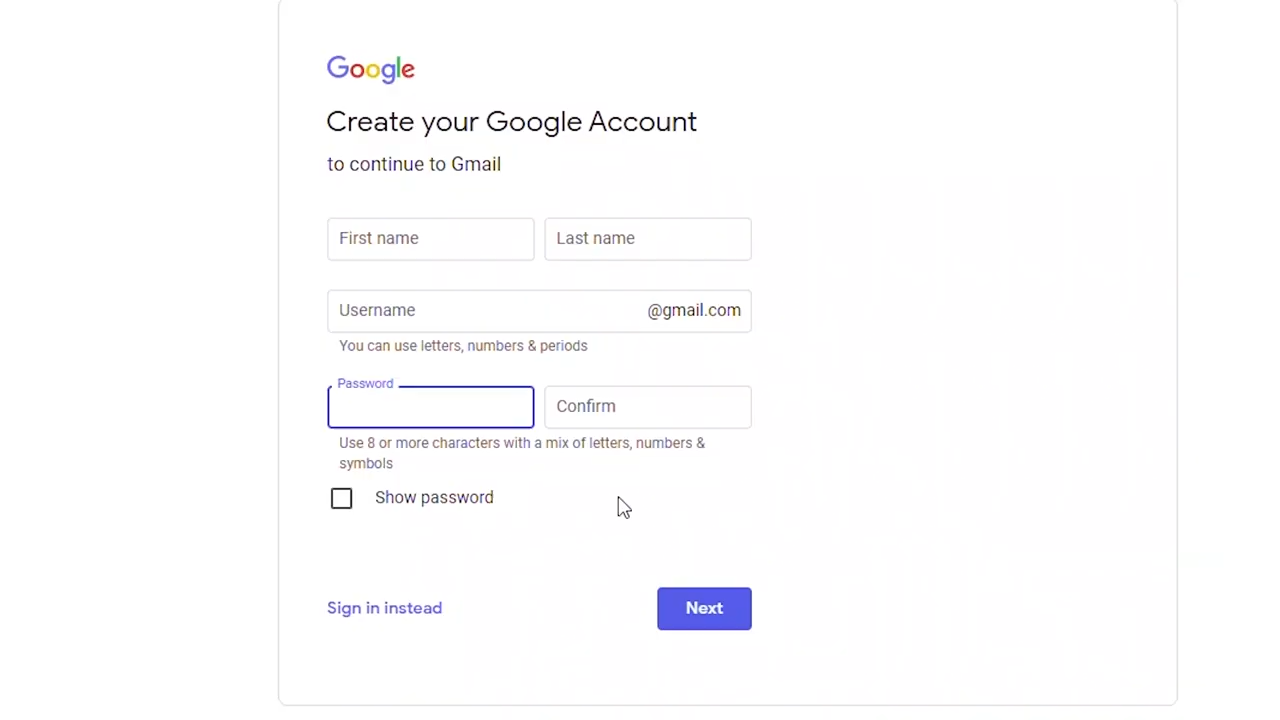 Google
Create your Google Account
to continue to Gmail
First name
Last name
Username
@gmail.com
You can use letters, numbers & periods
Password
Confirm
Use 8 or more characters with a mix of letters, numbers &
symbols
Show password
Sign in instead
Next